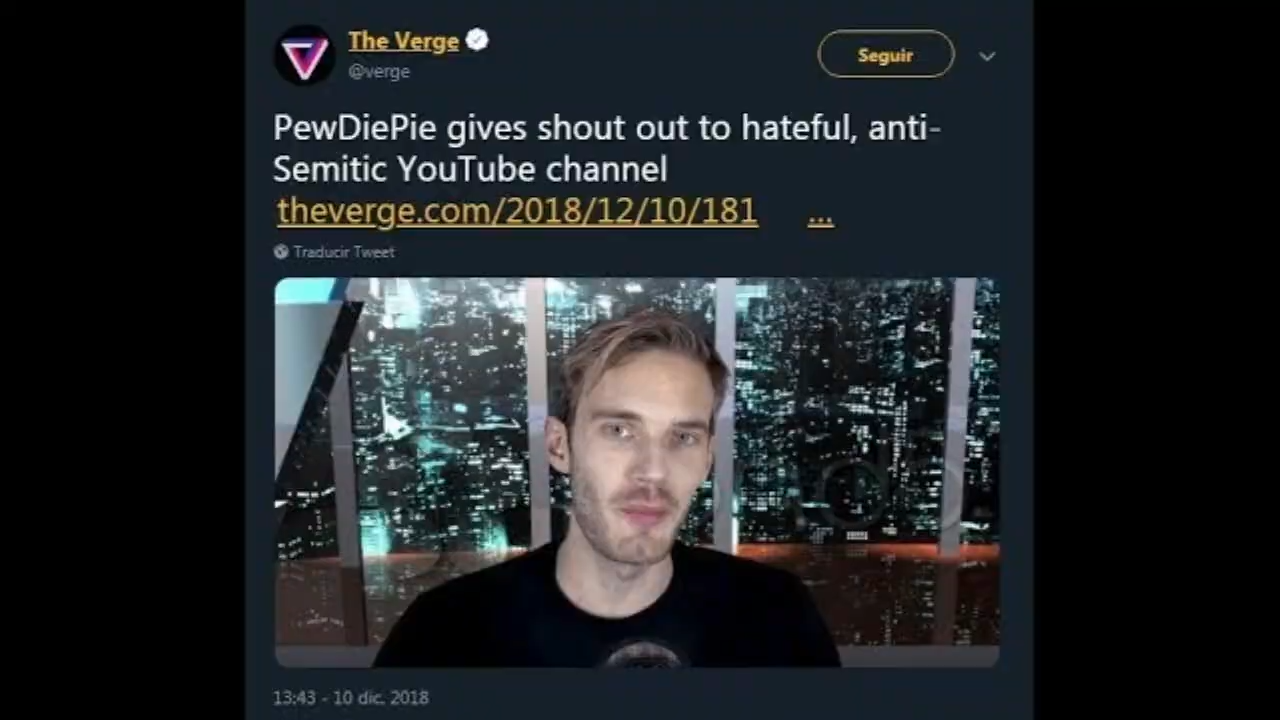 The Verge
@verge
Seguir
PewDiePie gives shout out to hateful, anti-
Semitic YouTube channel
theverge.com/2018/12/10/181 ...
Traducir Tweet
13:43 - 10 dic. 2018